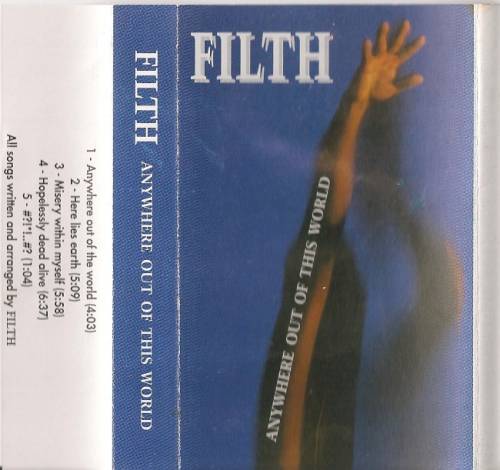 FILTH
ANYWHERE OUT OF THIS WORLD
FILTH ANYWHERE OUT OF THIS WORLD
1 - Anywhere out of the world (4:03)
2 - Here lies earth (5:09)
3 - Misery within myself (5:58)
4 - Hopelessly dead alive (6:37)
5 - #?!*!..#? (1:04)
All songs written and arranged by FILTH